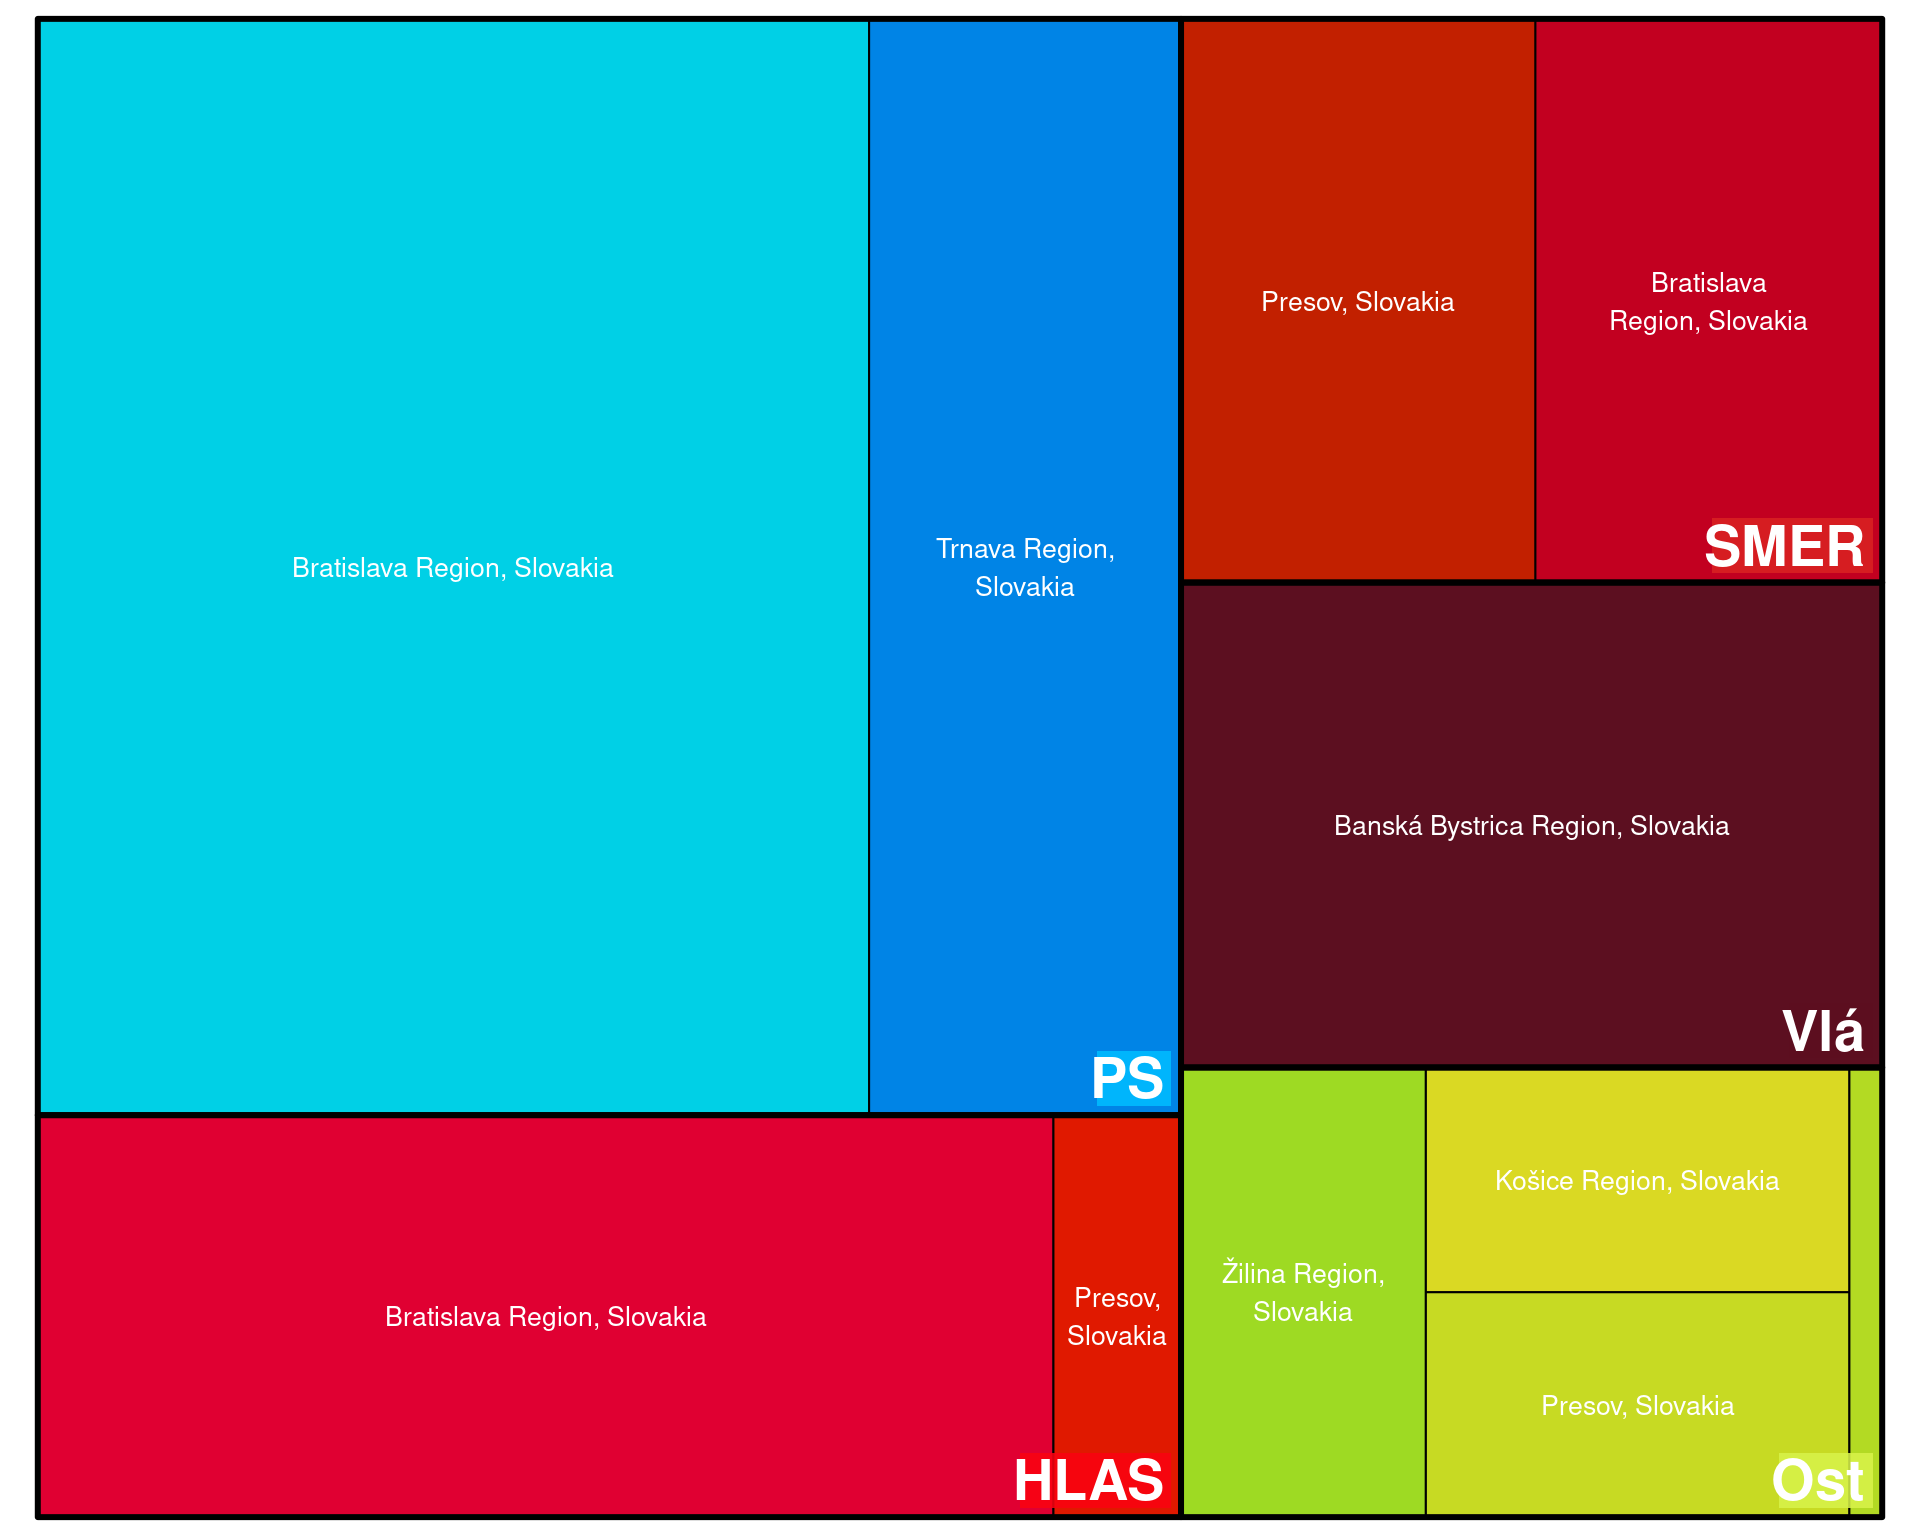 Bratislava Region, Slovakia
Trnava Region,
Slovakia
PS
Presov, Slovakia
Bratislava
Region, Slovakia
SMER
Banská Bystrica Region, Slovakia
Vlá
Bratislava Region, Slovakia
Presov,
Slovakia
HLAS
Žilina Region,
Slovakia
Košice Region, Slovakia
Presov, Slovakia
Ost